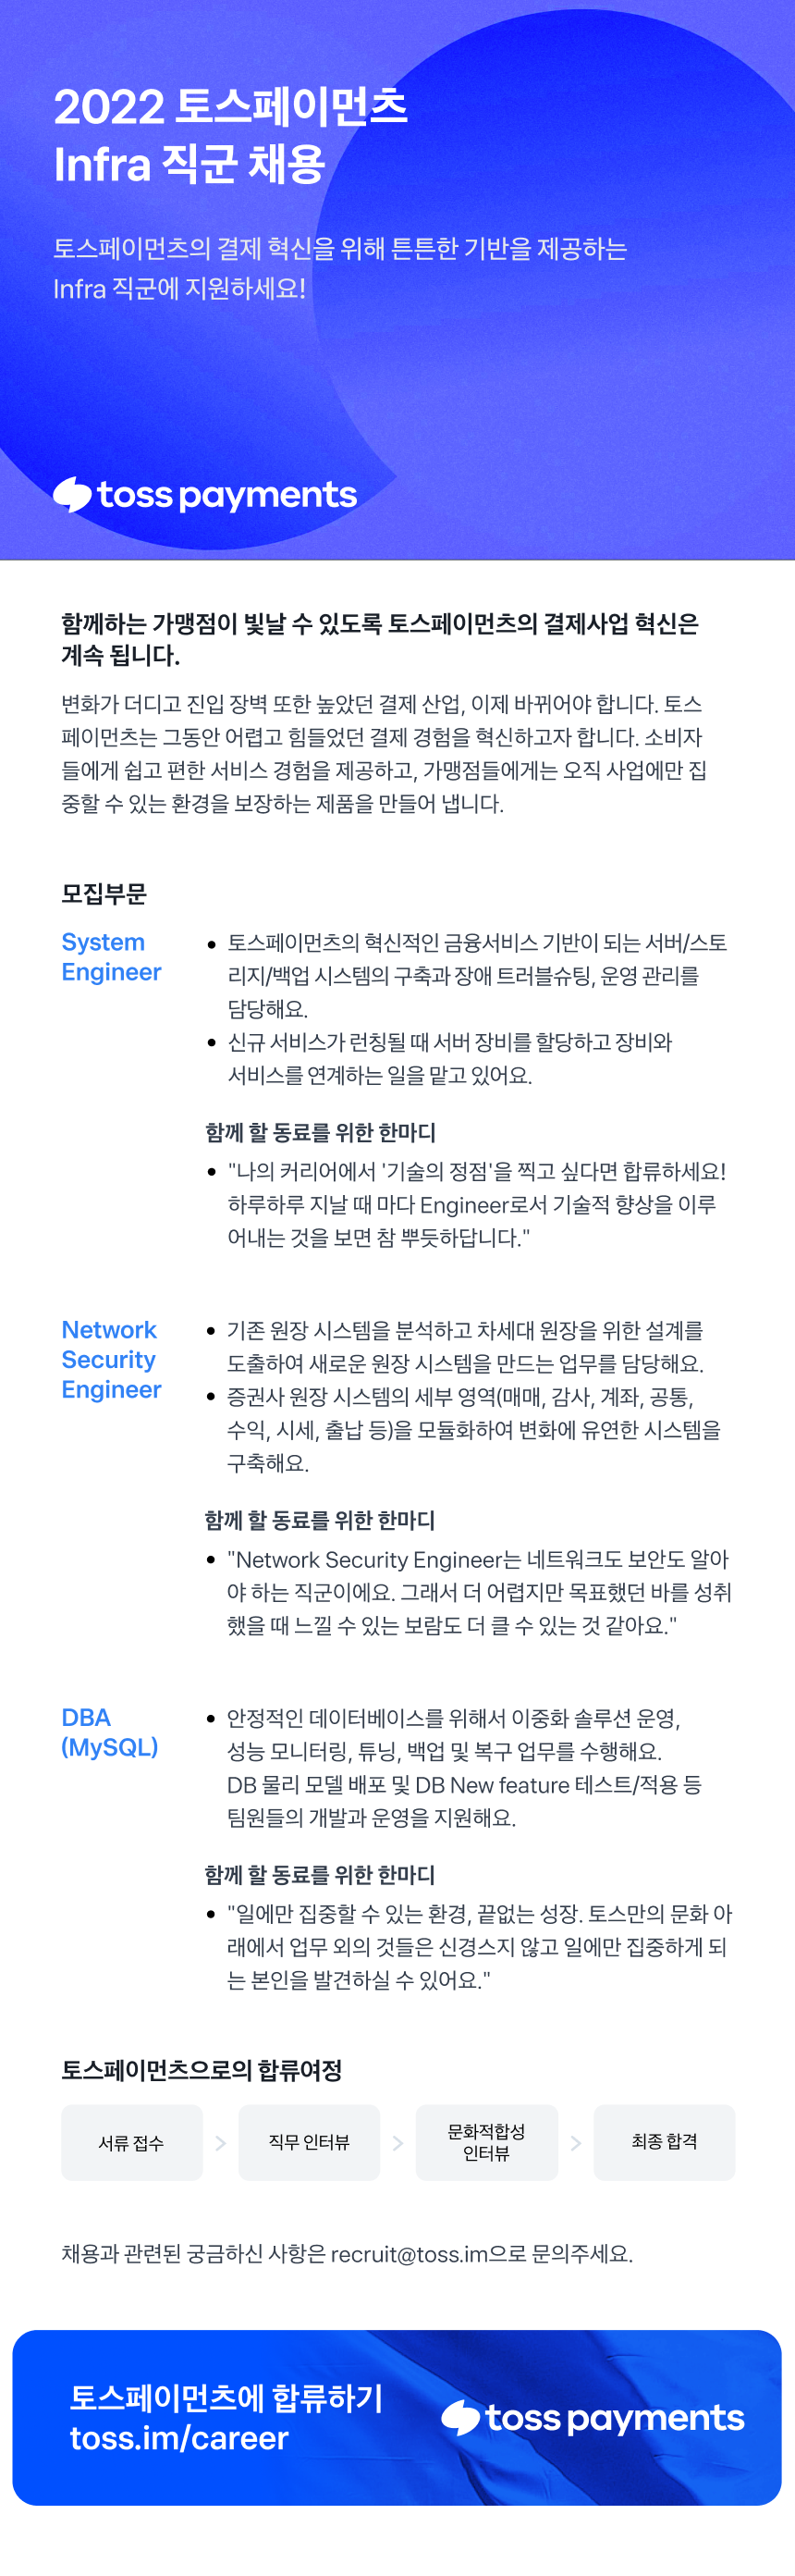 2022 토스페이먼츠
Infra 직군 채용
토스페이먼츠의 결제 혁신을 위해 튼튼한 기반을 제공하는
Infra 직군에 지원하세요!
toss payments
함께하는 가맹점이 빛날 수 있도록 토스페이먼츠의 결제사업 혁신은
계속 됩니다.
변화가 더디고 진입 장벽 또한 높았던 결제 산업, 이제 바뀌어야 합니다. 토스
페이먼츠는 그동안 어렵고 힘들었던 결제 경험을 혁신하고자 합니다. 소비자
들에게 쉽고 편한 서비스 경험을 제공하고, 가맹점들에게는 오직 사업에만 집
중할 수 있는 환경을 보장하는 제품을 만들어 냅니다.
모집부문
System
Engineer
• 토스페이먼츠의 혁신적인 금융서비스 기반이 되는 서버/스토
리지/백업 시스템의 구축과 장애 트러블슈팅, 운영 관리를
담당해요.
• 신규 서비스가 런칭될 때 서버 장비를 할당하고 장비와
서비스를 연계하는 일을 맡고 있어요.
함께 할 동료를 위한 한마디
• "나의 커리어에서 '기술의 정점'을 찍고 싶다면 합류하세요!
하루하루 지날 때 마다 Engineer로서 기술적 향상을 이루
어내는 것을 보면 참 뿌듯하답니다."
Network
Security
Engineer
• 기존 원장 시스템을 분석하고 차세대 원장을 위한 설계를
도출하여 새로운 원장 시스템을 만드는 업무를 담당해요.
• 증권사 원장 시스템의 세부 영역(매매, 감사, 계좌, 공통,
수익, 시세, 출납 등)을 모듈화하여 변화에 유연한 시스템을
구축해요.
함께 할 동료를 위한 한마디
• "Network Security Engineer는 네트워크도 보안도 알아
야 하는 직군이에요. 그래서 더 어렵지만 목표했던 바를 성취
했을 때 느낄 수 있는 보람도 더 클 수 있는 것 같아요."
DBA
(MySQL)
• 안정적인 데이터베이스를 위해서 이중화 솔루션 운영,
성능 모니터링, 튜닝, 백업 및 복구 업무를 수행해요.
DB 물리 모델 배포 및 DB New feature 테스트/적용 등
팀원들의 개발과 운영을 지원해요.
함께 할 동료를 위한 한마디
• "일에만 집중할 수 있는 환경, 끝없는 성장. 토스만의 문화 아
래에서 업무 외의 것들은 신경스지 않고 일에만 집중하게 되
는 본인을 발견하실 수 있어요."
토스페이먼츠으로의 합류여정
서류 접수
직무 인터뷰
문화적합성
인터뷰
최종 합격
채용과 관련된 궁금하신 사항은 recruit@toss.im으로 문의주세요.
토스페이먼츠에 합류하기
toss.im/career
toss payments